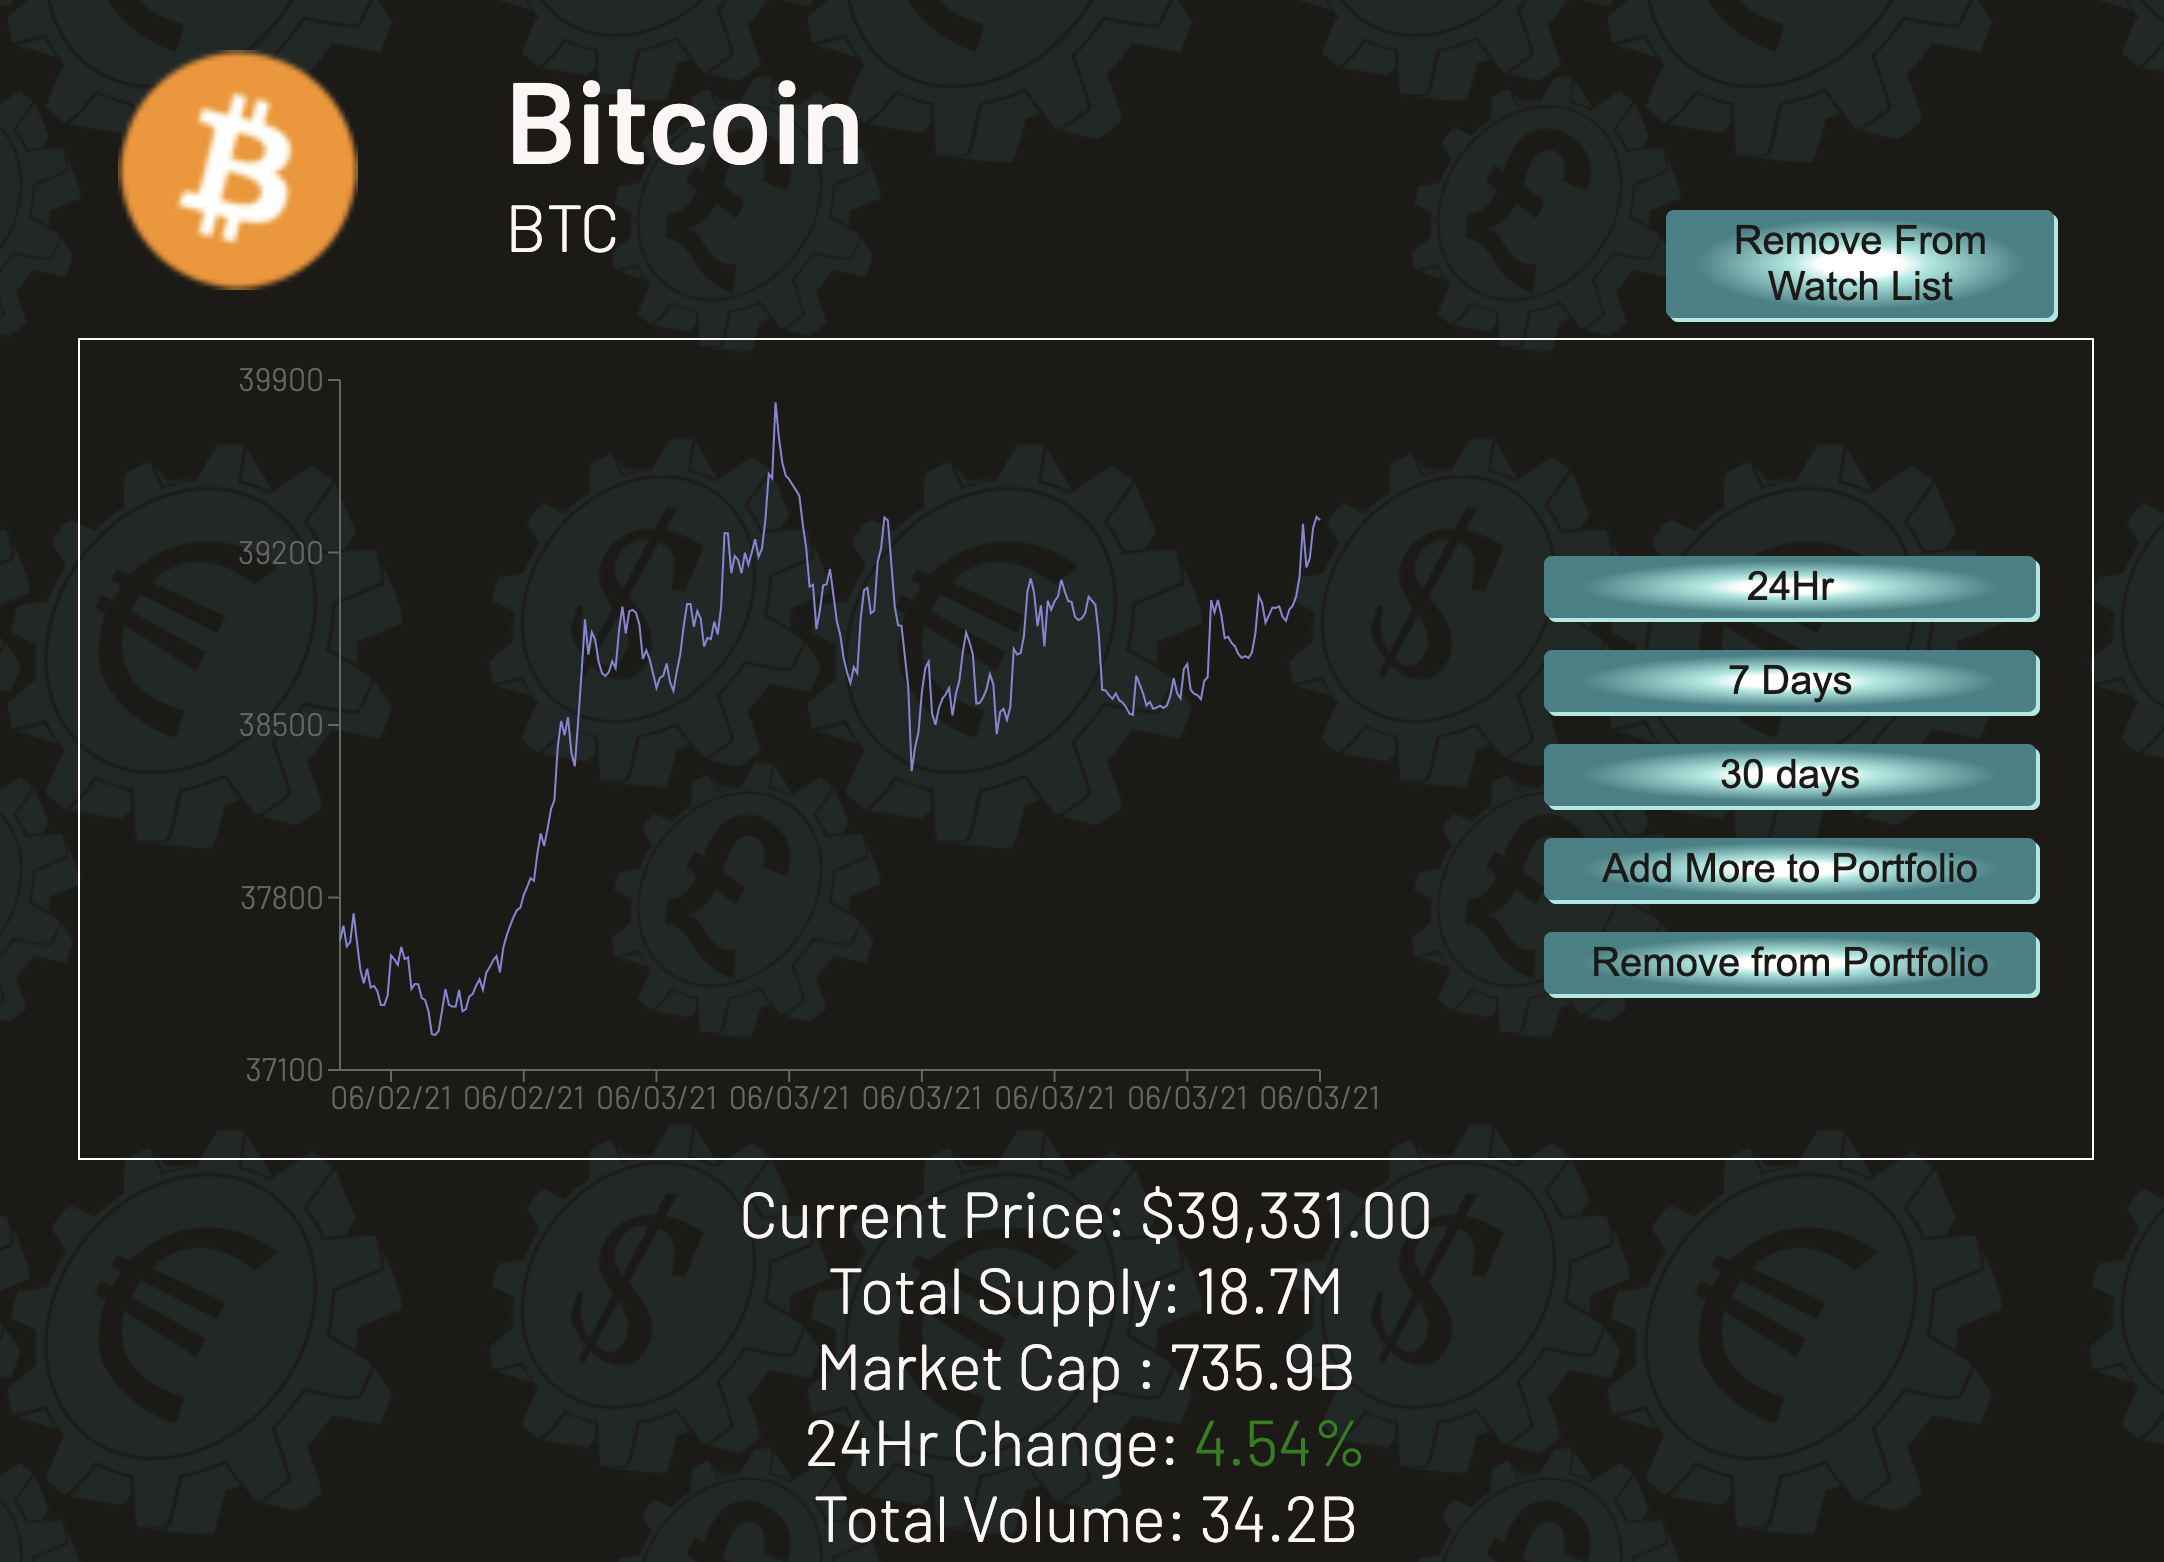 Bitcoin
BTC
Remove From
Watch List
39900
39200
38500
37800
37100
06/02/21 06/02/21 06/03/21 06/03/21 06/03/21 06/03/21 06/03/21 06/03/21
24Hr
7 Days
30 days
Add More to Portfolio
Remove from Portfolio
Current Price: $39,331.00
Total Supply: 18.7M
Market Cap : 735.9B
24Hr Change: 4.54%
Total Volume: 34.2B